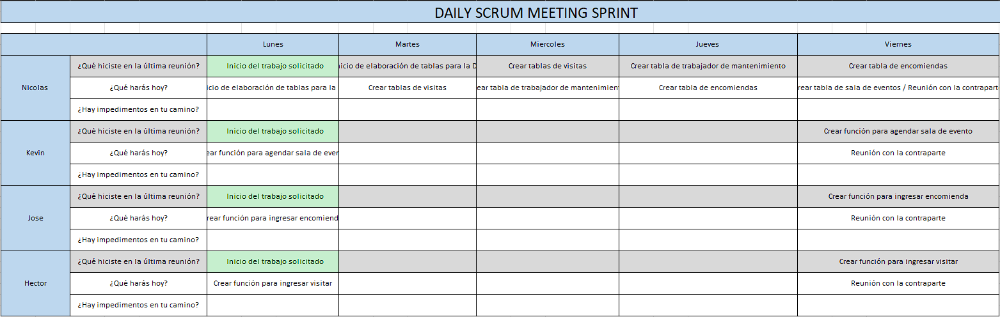 DAILY SCRUM MEETING SPRINT
Lunes Martes Miercoles Jueves Viernes
¿Qué hiciste en la última reunión? Inicio del trabajo solicitado nicio de elaboración de tablas para la D Crear tablas de visitas Crear tabla de trabajador de mantenimiento Crear tabla de encomiendas
Nicolas ¿Qué harás hoy? icio de elaboración de tablas para la Crear tablas de visitas ear tabla de trabajador de mantenimien Crear tabla de encomiendas rear tabla de sala de eventos / Reunión con la contrapart
¿Hay impedimentos en tu camino?
¿Qué hiciste en la última reunión? Inicio del trabajo solicitado Crear función para agendar sala de evento
Kevin ¿Qué harás hoy? ear función para agendar sala de ever Reunión con la contraparte
¿Hay impedimentos en tu camino?
¿Qué hiciste en la última reunión? Inicio del trabajo solicitado Crear función para ingresar encomienda
Jose ¿Qué harás hoy? rear función para ingresar encomiend Reunión con la contraparte
¿Hay impedimentos en tu camino?
¿Qué hiciste en la última reunión? Inicio del trabajo solicitado Crear función para ingresar visitar
Hector ¿Qué harás hoy? Crear función para ingresar visitar Reunión con la contraparte
¿Hay impedimentos en tu camino?